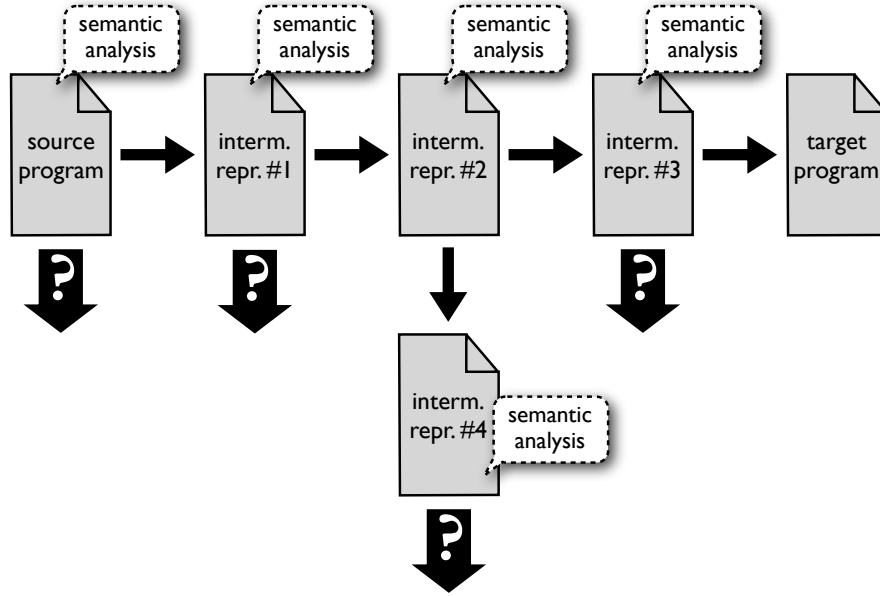 semantic
analysis
semantic
analysis
semantic
analysis
semantic
analysis
source
program
interm.
repr. #1
interm.
repr. #2
interm.
repr. #3
target
program
?
?
?
interm.
repr. #4
semantic
analysis
?